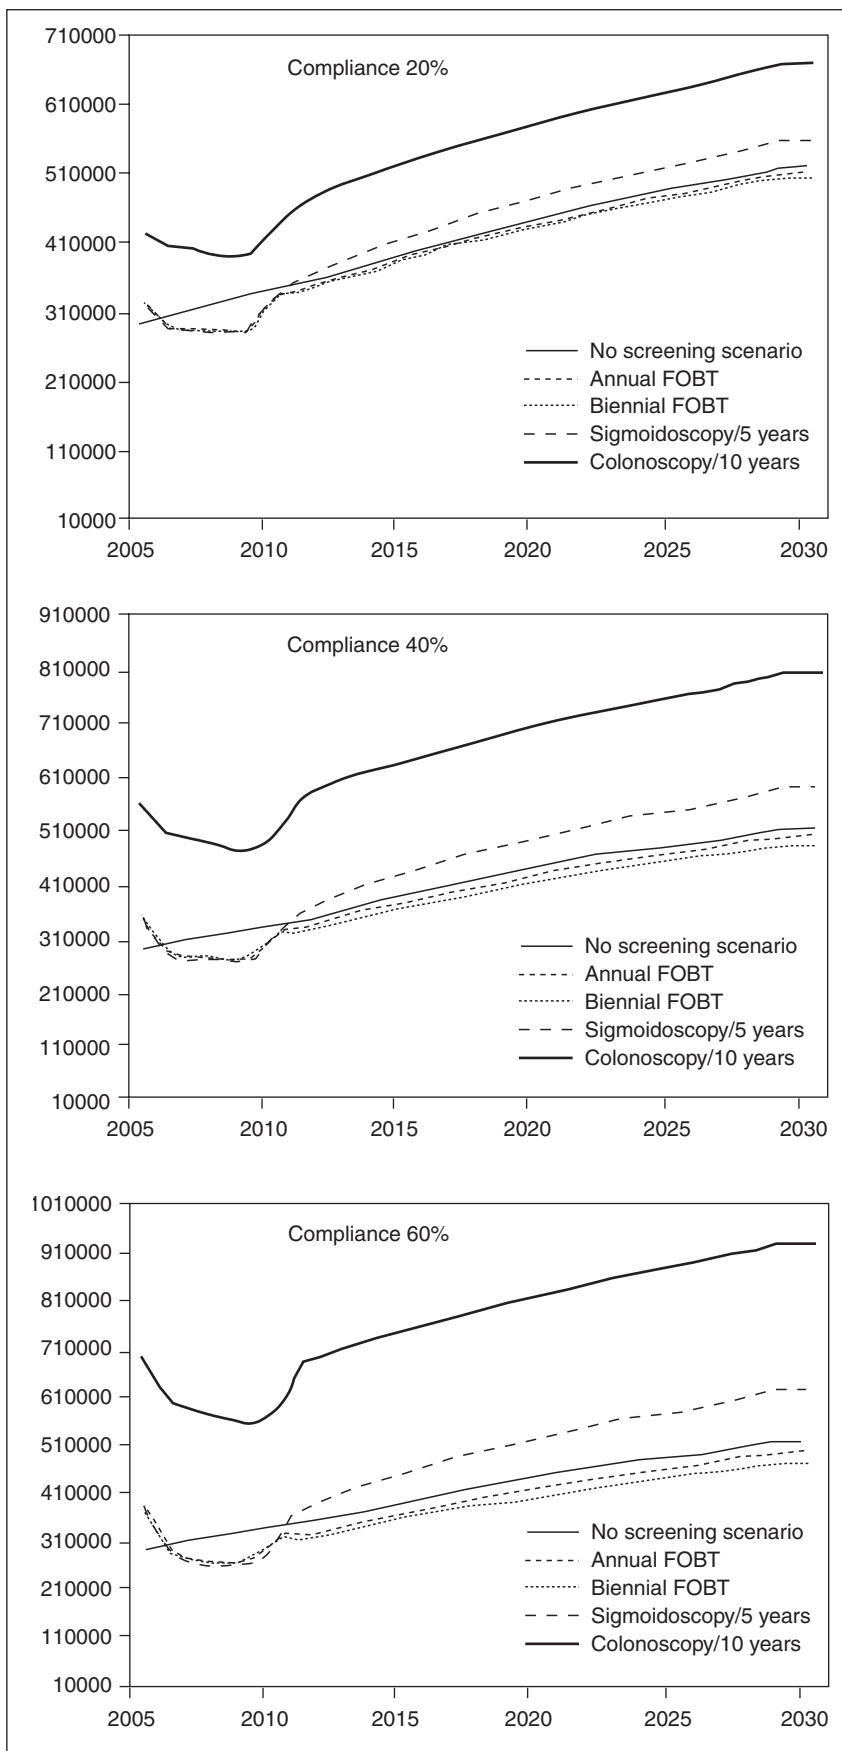 710000
Compliance 20%
610000
510000
410000
310000
No screening scenario
Annual FOBT
210000
Biennial FOBT
Sigmoidoscopy/5 years
110000
Colonoscopy/10 years
10000
2005 2010 2015 2020 2025 2030
910000
Compliance 40%
810000
710000
610000
510000
410000
310000
No screening scenario
Annual FOBT
210000
Biennial FOBT
Sigmoidoscopy/5 years
110000
Colonoscopy/10 years
10000
2005 2010 2015 2020 2025 2030
1010000
Compliance 60%
910000
810000
710000
610000
510000
410000
310000
No screening scenario
Annual FOBT
210000
Biennial FOBT
Sigmoidoscopy/5 years
110000
Colonoscopy/10 years
10000
2005 2010 2015 2020 2025 2030